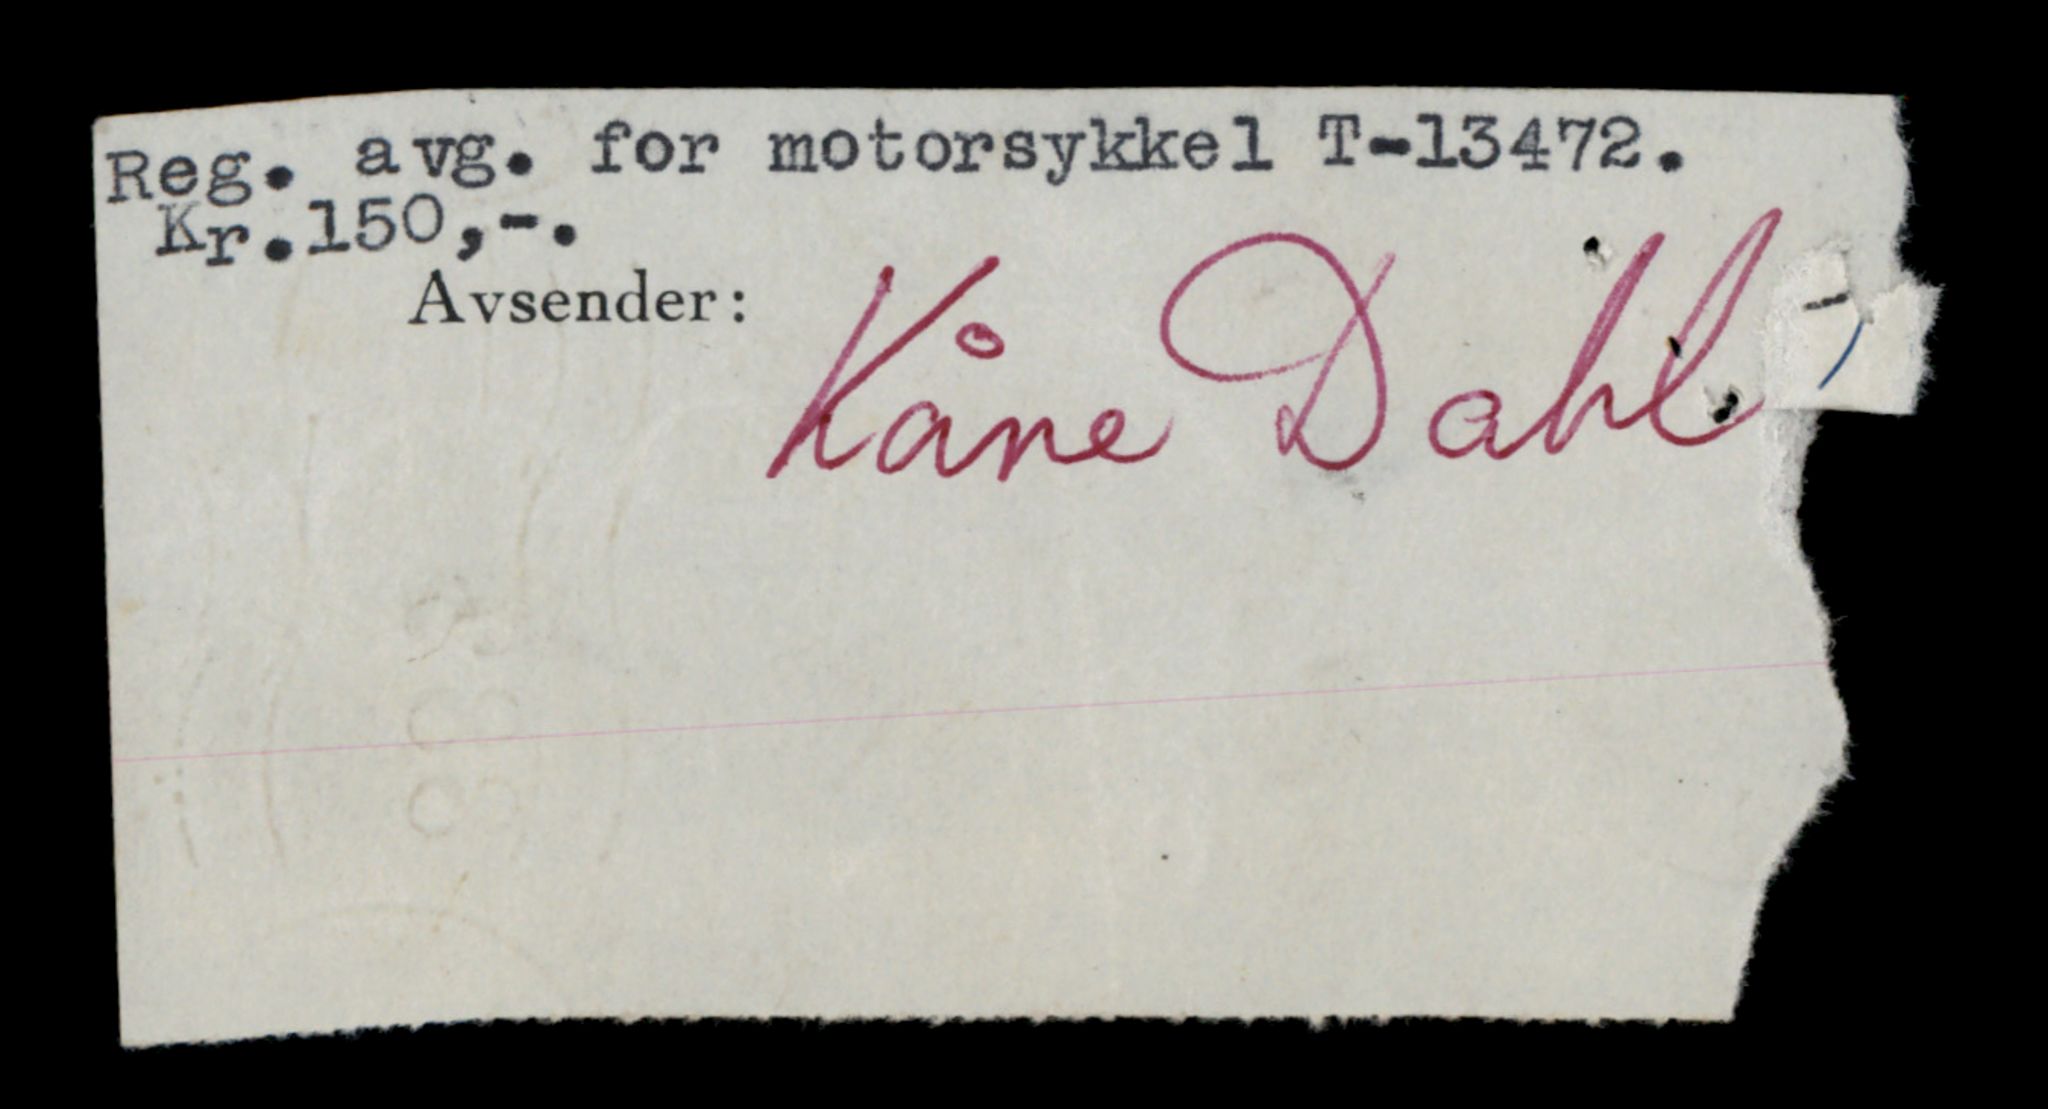 Reg. avg. for motorsykkel T-13472.
Kr.150,-.
Avsender: Kåre Dahl